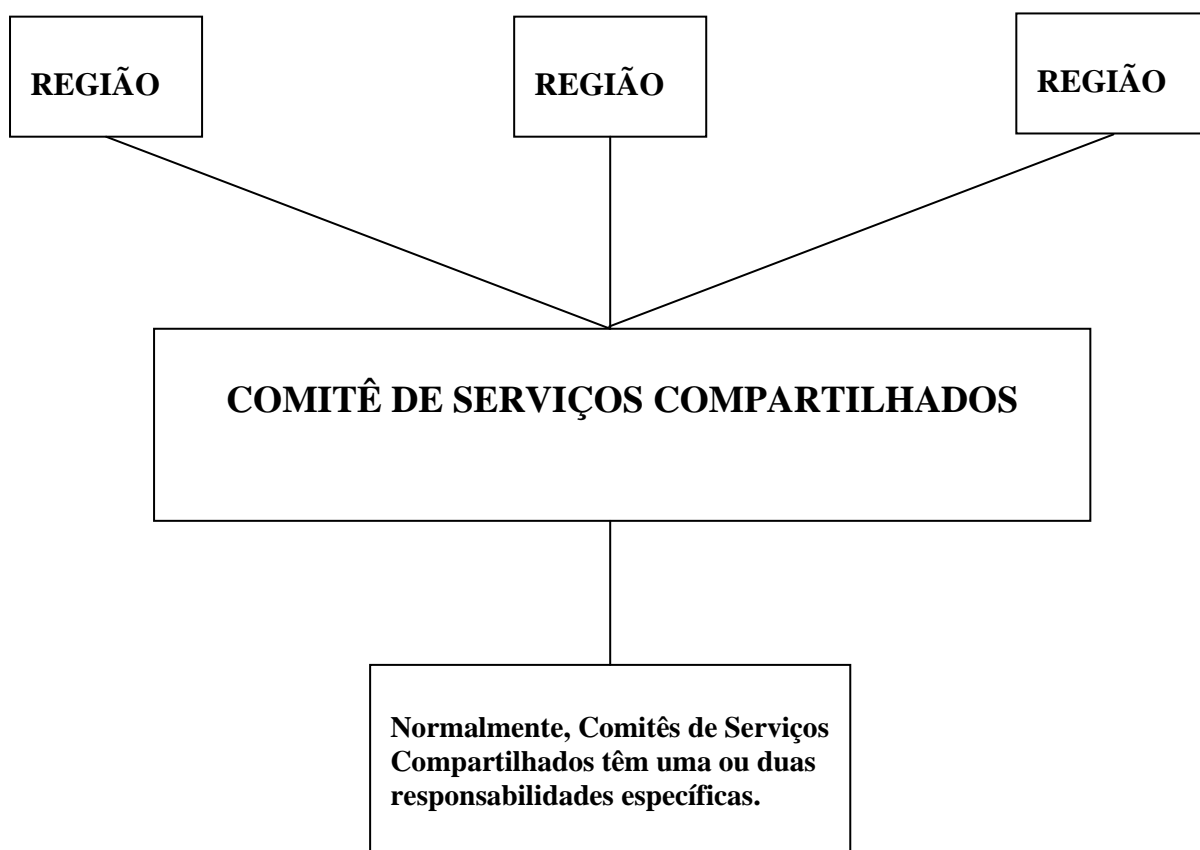 REGIÃO
REGIÃO
REGIÃO
COMITÊ DE SERVIÇOS COMPARTILHADOS
Normalmente, Comitês de Serviços
Compartilhados têm uma ou duas
responsabilidades específicas.